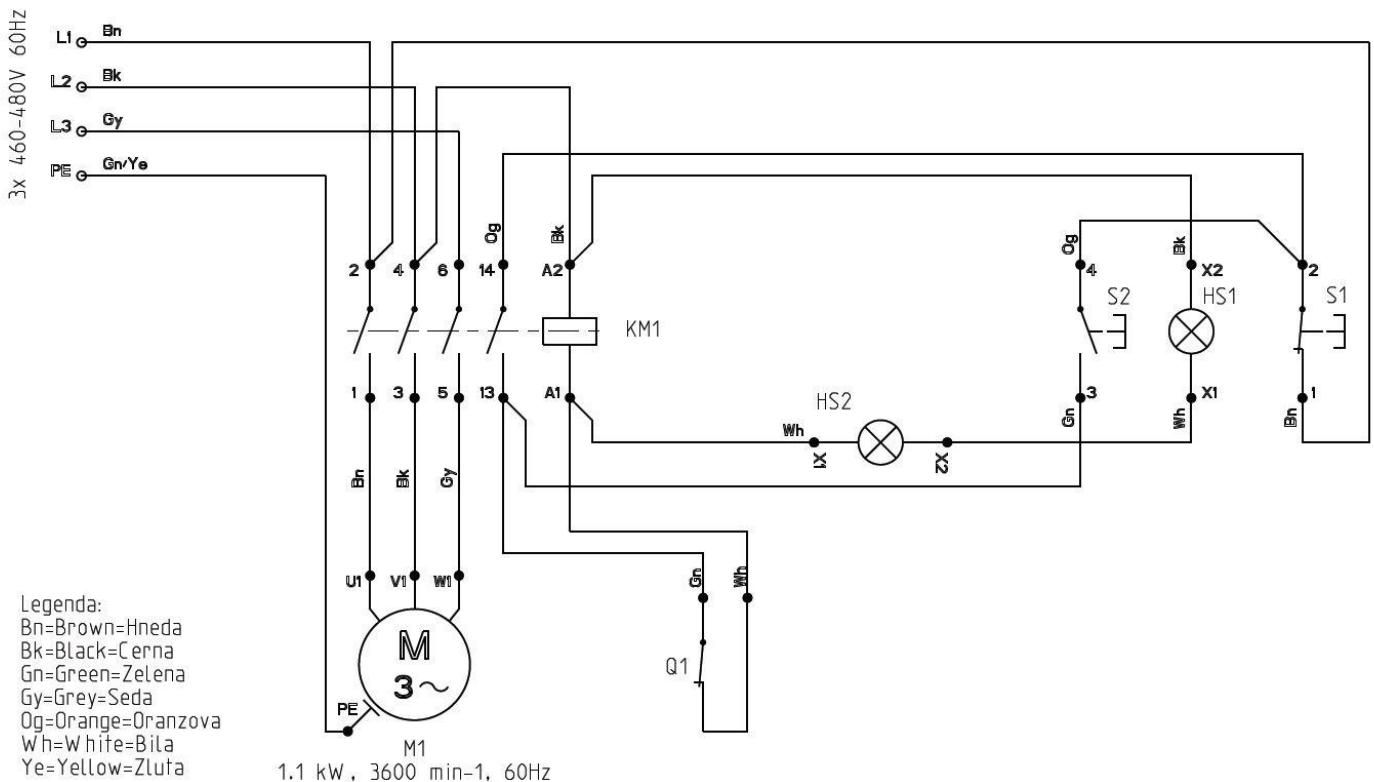 3x 460-480V 60Hz
L1 Bn
L2 Bk
L3 Gy
PE Gn/Ye
Og Bk Og Bk
2 4 6 14 A2 4 X2 2
S2 HS1 S1
KM1
1 3 5 13 A1 3 X1 1
HS2
Gn Wh Bn
Wh
X1 X2
Bn Bk Gy
Gn Wh
U1 V1 W1
M
3~
Q1
PE
M1
1.1 kW, 3600 min-1, 60Hz
Legenda:
Bn=Brown=Hneda
Bk=Black=Cerna
Gn=Green=Zelena
Gy=Grey=Seda
Og=Orange=Oranzova
Wh=White=Bila
Ye=Yellow=Zluta